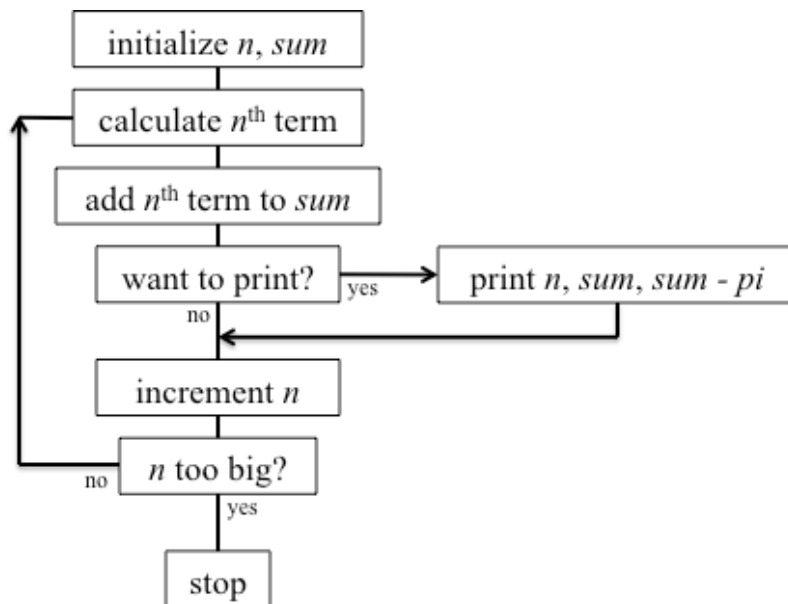 initialize n, sum
calculate nth term
add nth term to sum
want to print?
yes
print n, sum, sum - pi
no
increment n
n too big?
no
yes
stop